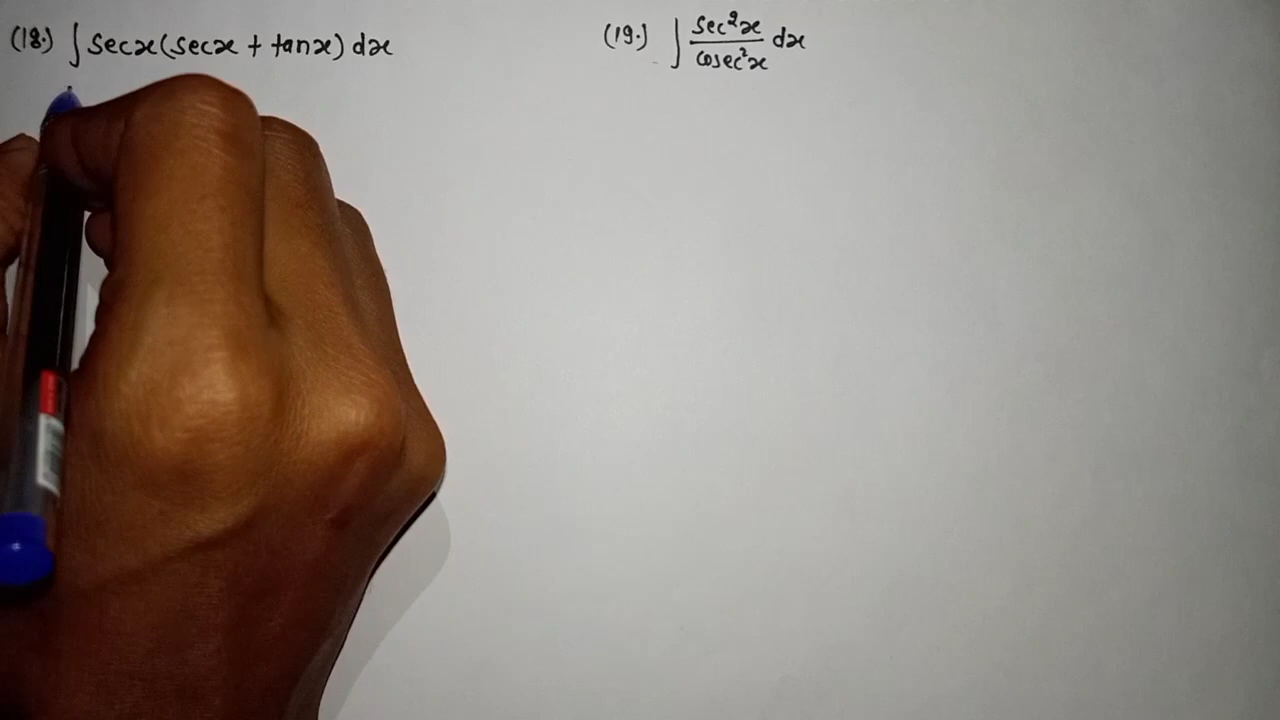 (18.) ∫ secx(secx + tanx) dx
(19.) ∫ sec²x / cosec²x dx